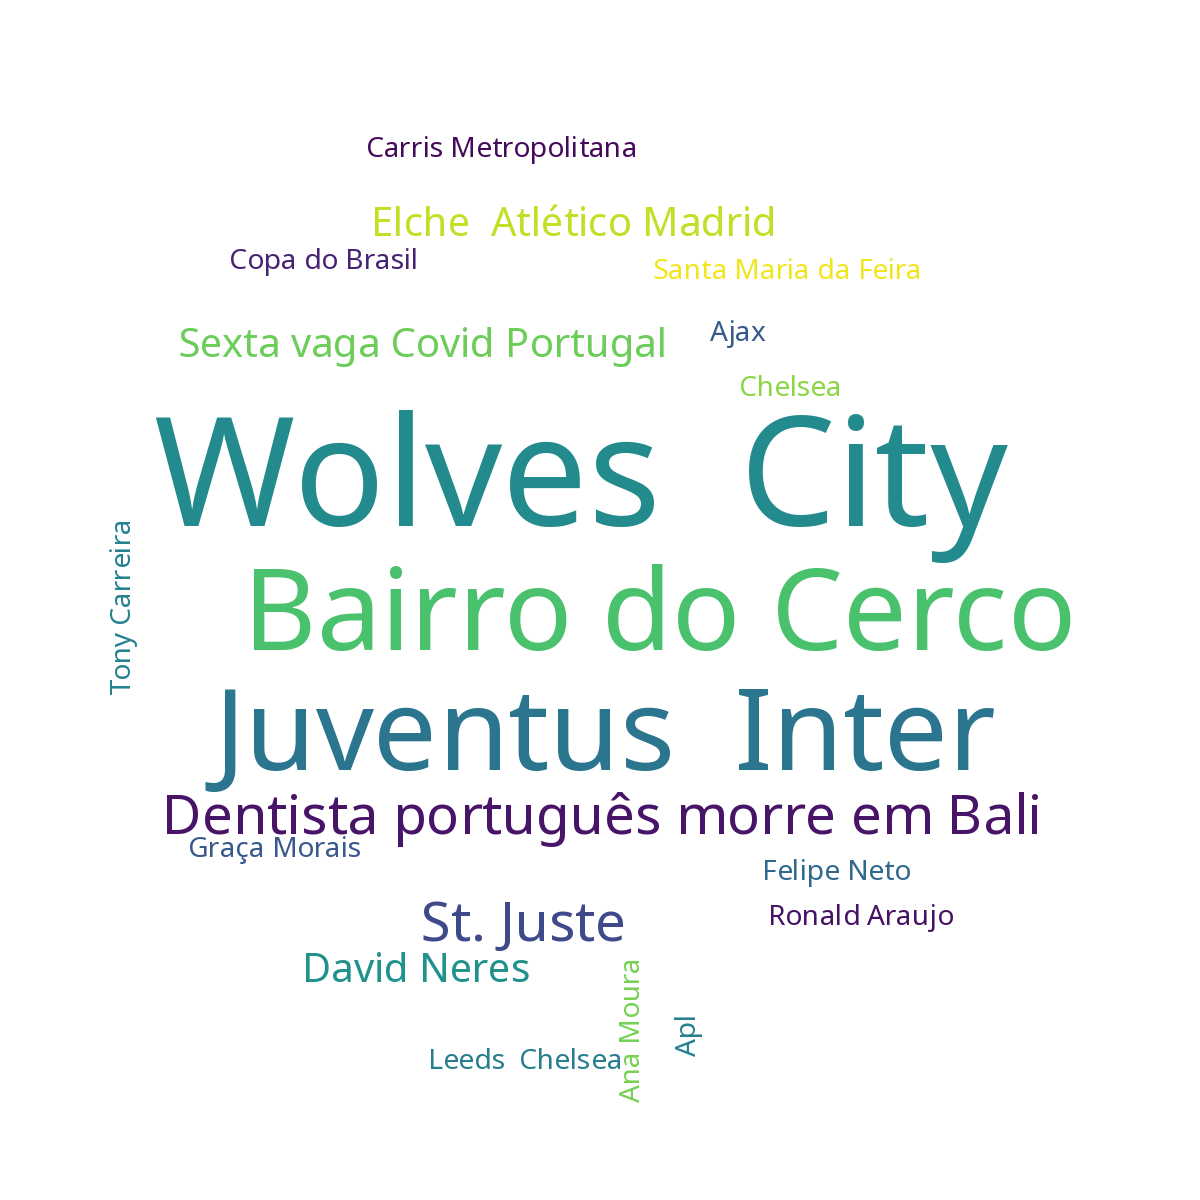 Carris Metropolitana
Elche  Atlético Madrid
Copa do Brasil
Santa Maria da Feira
Sexta vaga Covid Portugal
Ajax
Chelsea
Wolves  City
Tony Carreira
Bairro do Cerco
Juventus  Inter
Dentista português morre em Bali
Graça Morais
Felipe Neto
St. Juste
Ronald Araujo
David Neres
Ana Moura
Apl
Leeds  Chelsea